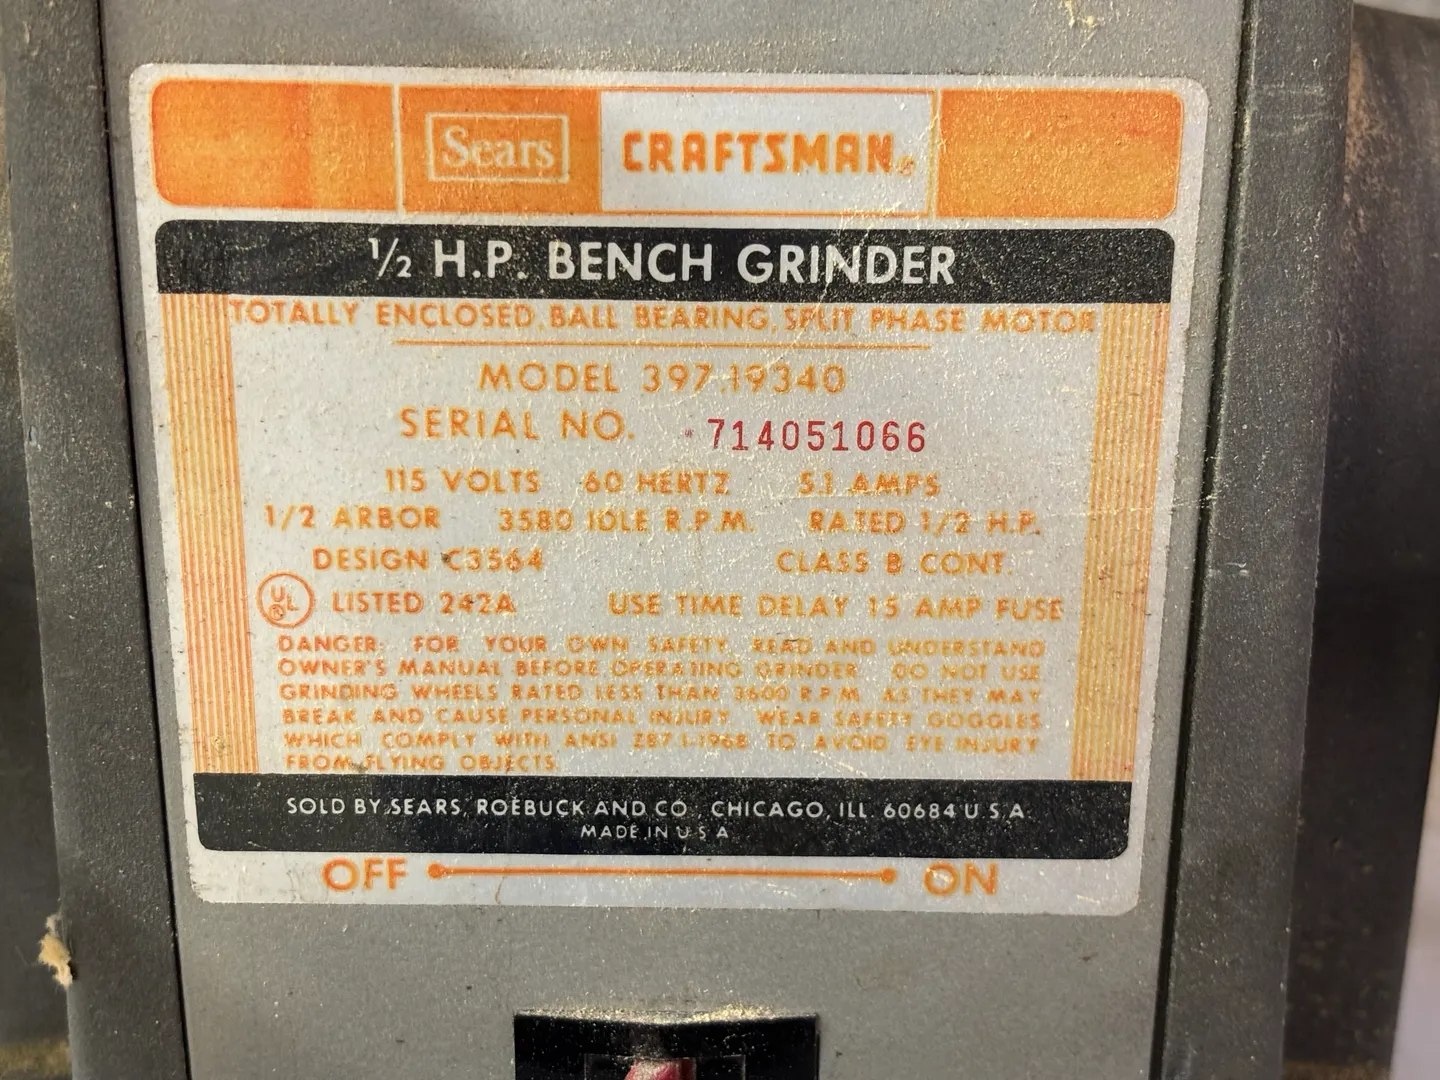 Sears CRAFTSMAN®
1/2 H.P. BENCH GRINDER
TOTALLY ENCLOSED, BALL BEARING, SPLIT PHASE MOTOR
MODEL 397.19340
SERIAL NO. 714051066
115 VOLTS 60 HERTZ 5.1 AMPS
1/2 ARBOR 3580 IDLE R.P.M. RATED 1/2 H.P.
DESIGN C3564 CLASS B CONT.
UL LISTED 242A USE TIME DELAY 15 AMP FUSE
DANGER: FOR YOUR OWN SAFETY, READ AND UNDERSTAND
OWNER'S MANUAL BEFORE OPERATING GRINDER. DO NOT USE
GRINDING WHEELS RATED LESS THAN 3600 R.P.M. AS THEY MAY
BREAK AND CAUSE PERSONAL INJURY. WEAR SAFETY GOGGLES
WHICH COMPLY WITH ANSI Z87.1-1968 TO AVOID EYE INJURY
FROM FLYING OBJECTS.
SOLD BY SEARS, ROEBUCK AND CO., CHICAGO, ILL. 60684 U.S.A.
MADE IN U.S.A.
OFF ON